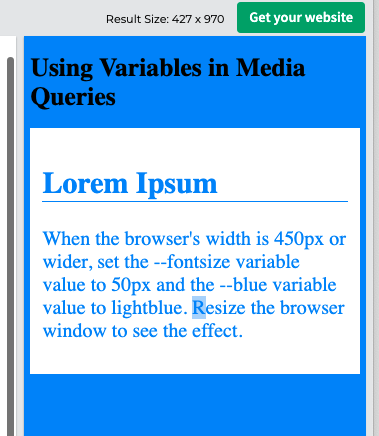 Result Size: 427 x 970
Get your website
Using Variables in Media
Queries
Lorem Ipsum
When the browser's width is 450px or
wider, set the --fontsize variable
value to 50px and the --blue variable
value to lightblue. Resize the browser
window to see the effect.